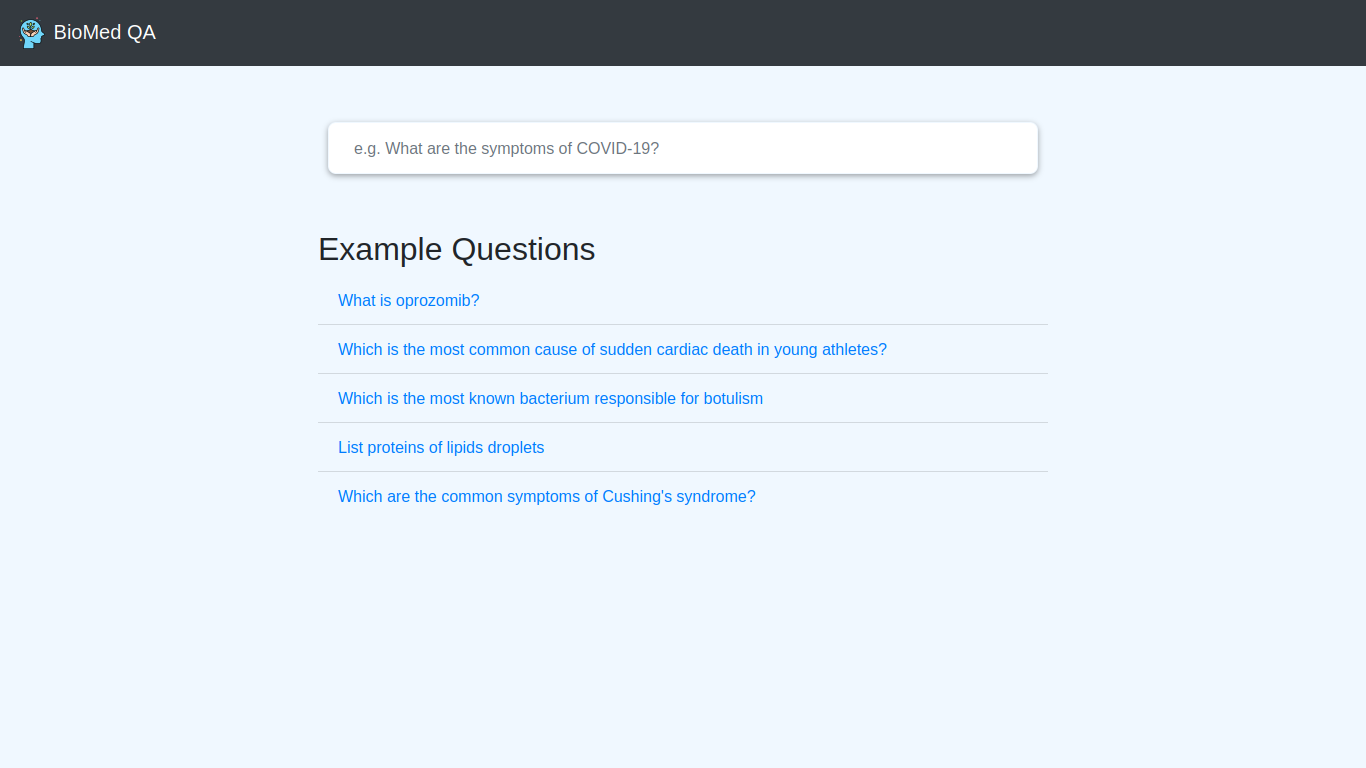 BioMed QA
e.g. What are the symptoms of COVID-19?
Example Questions
What is oprozomib?
Which is the most common cause of sudden cardiac death in young athletes?
Which is the most known bacterium responsible for botulism
List proteins of lipids droplets
Which are the common symptoms of Cushing's syndrome?